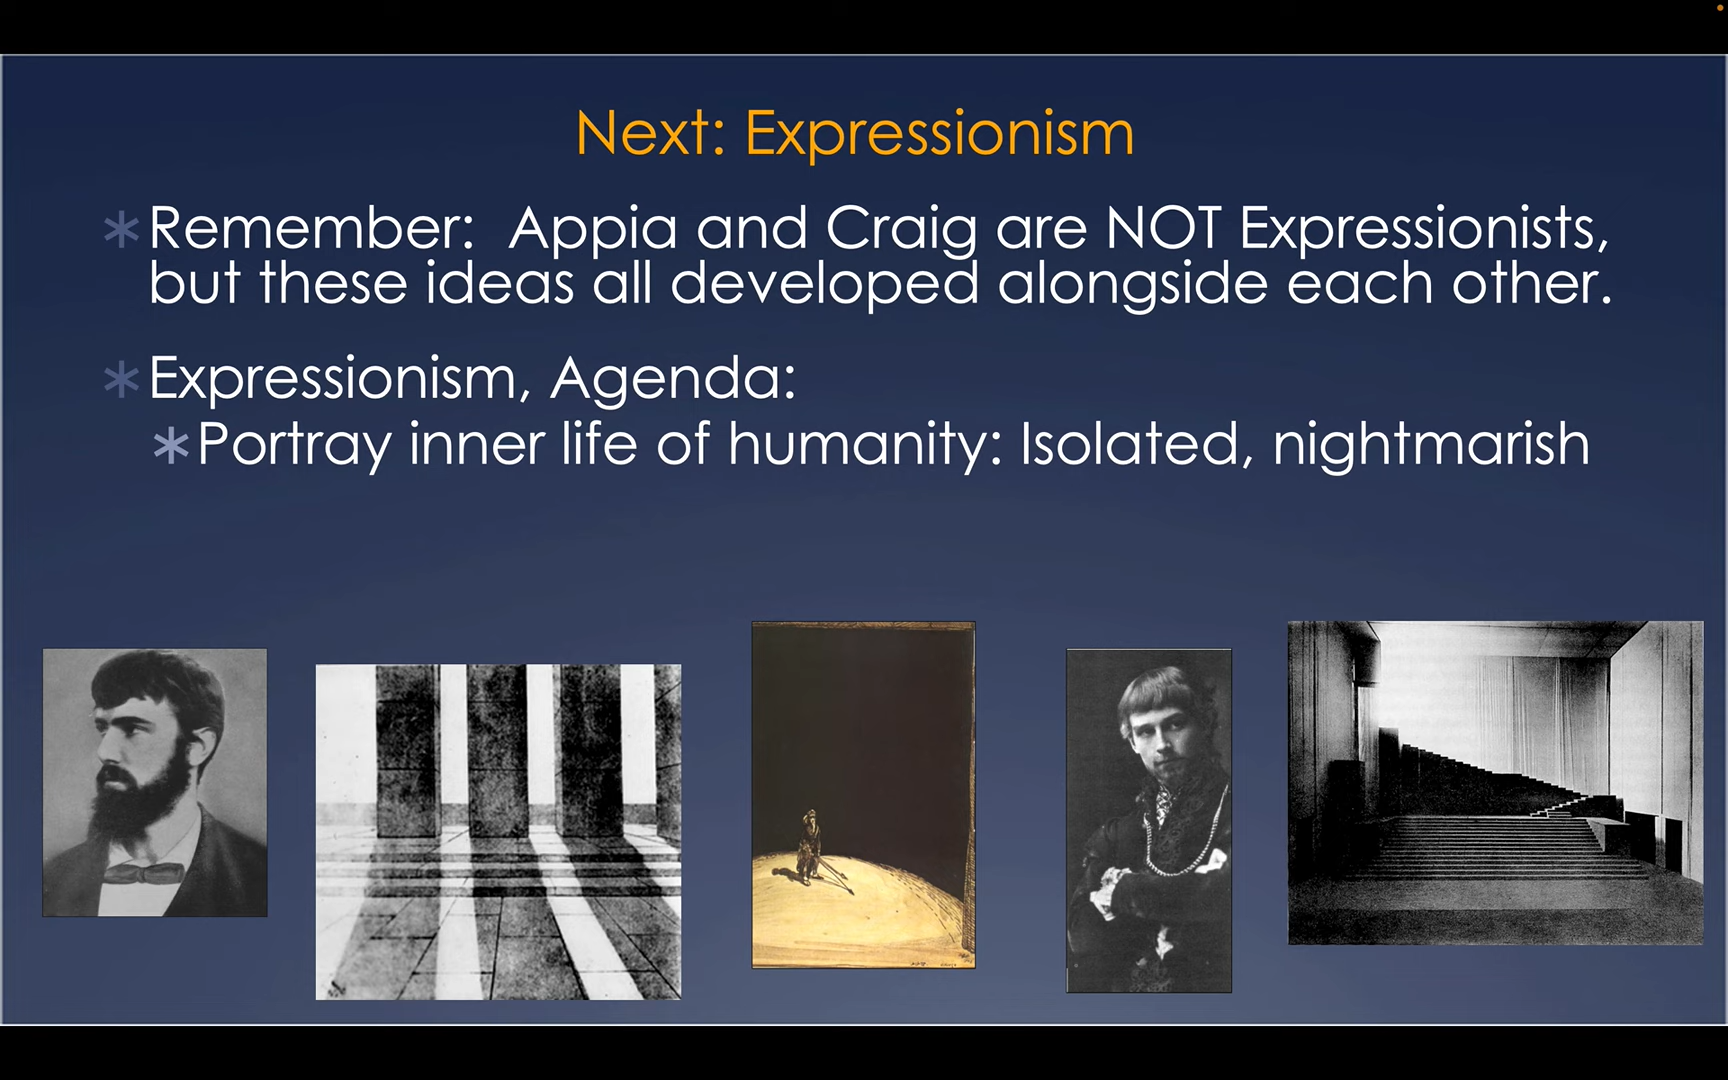 Next: Expressionism
Remember:  Appia and Craig are NOT Expressionists,
but these ideas all developed alongside each other.
Expressionism, Agenda:
Portray inner life of humanity: Isolated, nightmarish